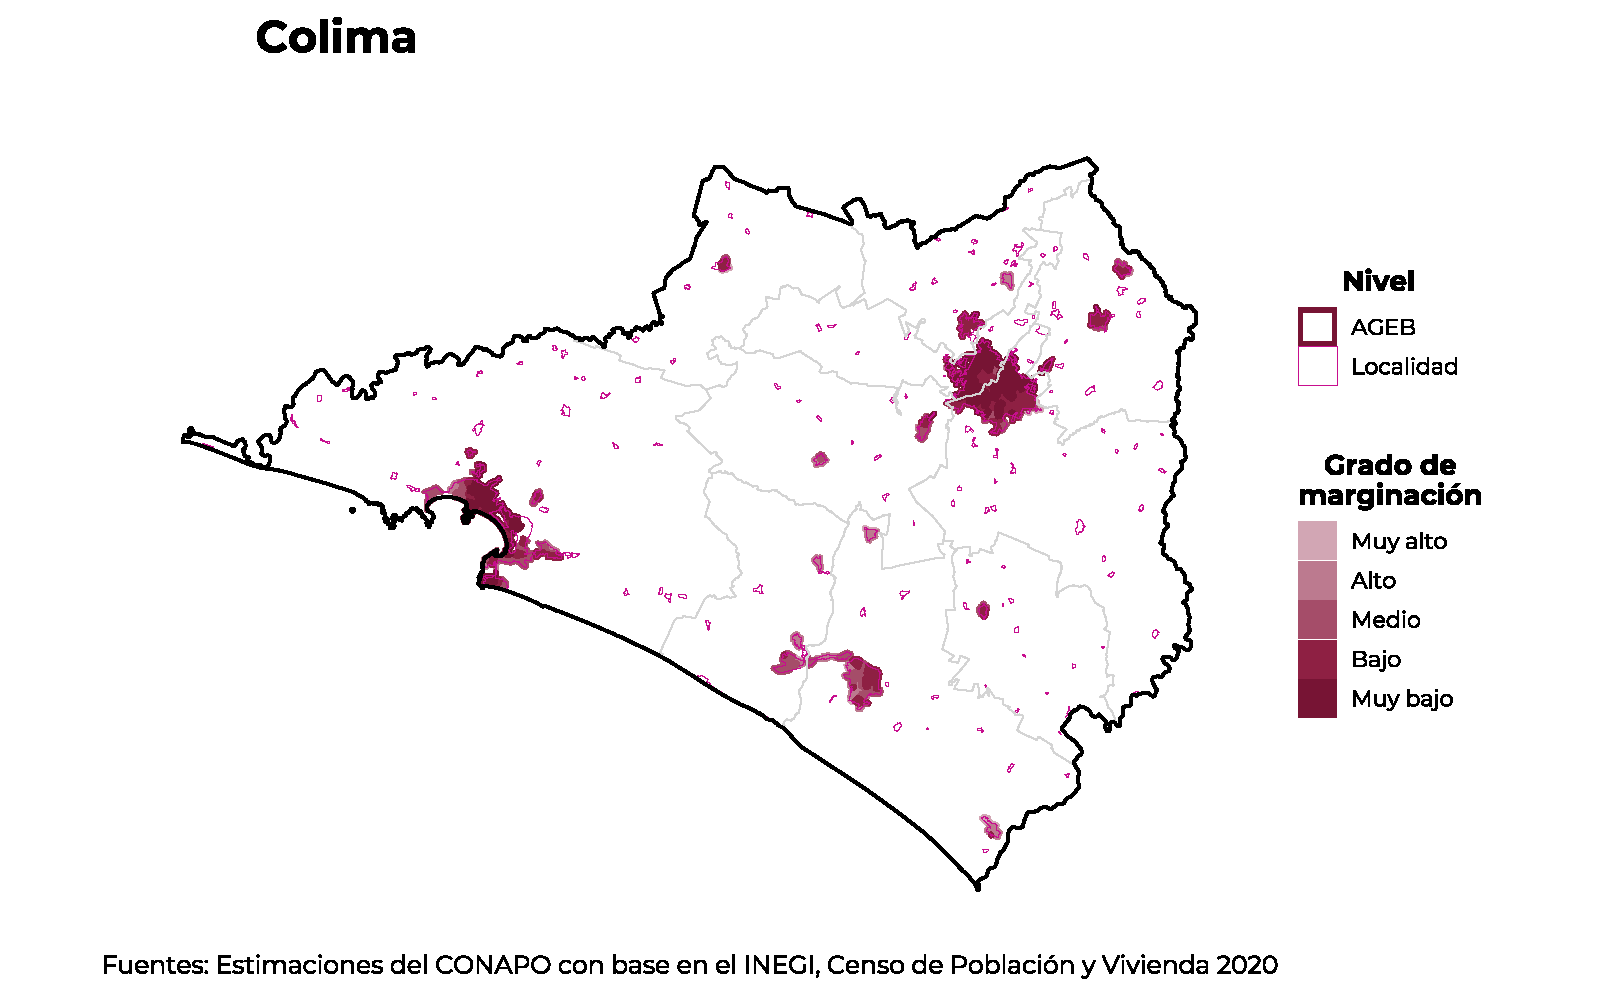 Colima
Nivel
AGEB
Localidad
Grado de
marginación
Muy alto
Alto
Medio
Bajo
Muy bajo
Fuentes: Estimaciones del CONAPO con base en el INEGI, Censo de Población y Vivienda 2020